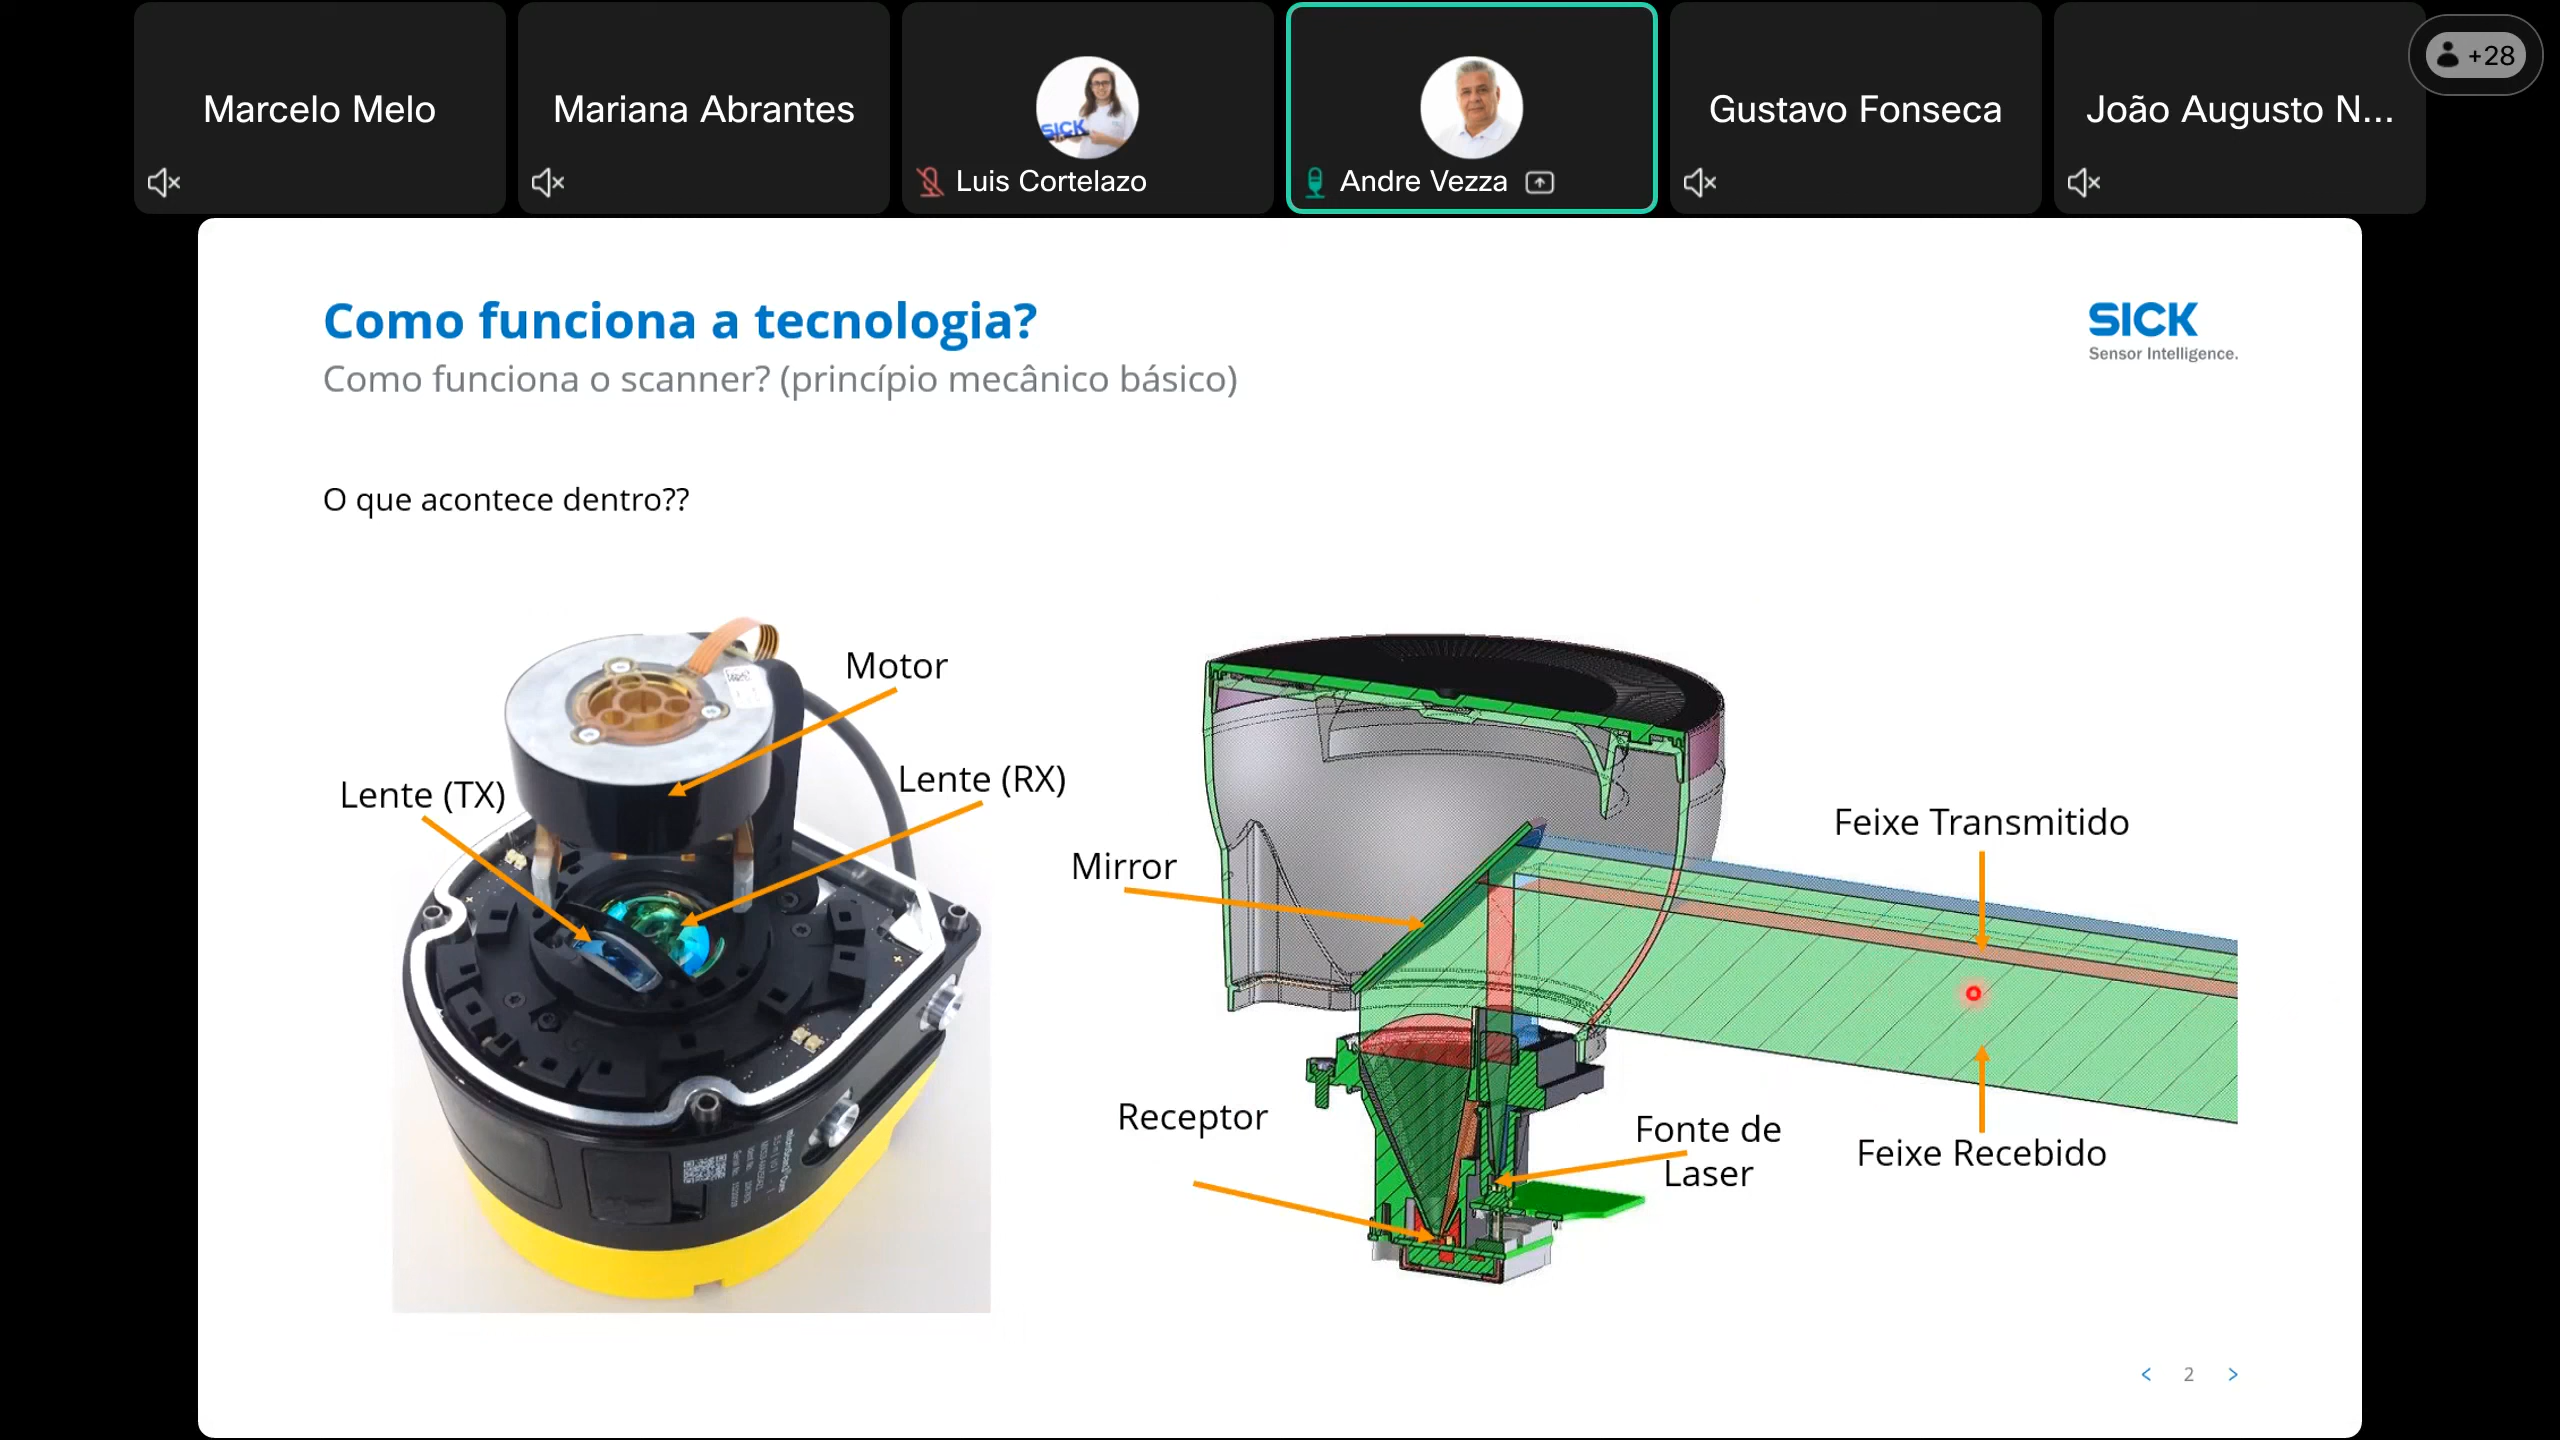 Marcelo Melo
Mariana Abrantes
SICK
Luis Cortelazo
Andre Vezza
Gustavo Fonseca
João Augusto N...
+28
Como funciona a tecnologia?
Como funciona o scanner? (princípio mecânico básico)
SICK
Sensor Intelligence.
O que acontece dentro??
Motor
Lente (TX)
Lente (RX)
Mirror
Feixe Transmitido
Receptor
Fonte de
Laser
Feixe Recebido
< 2 >